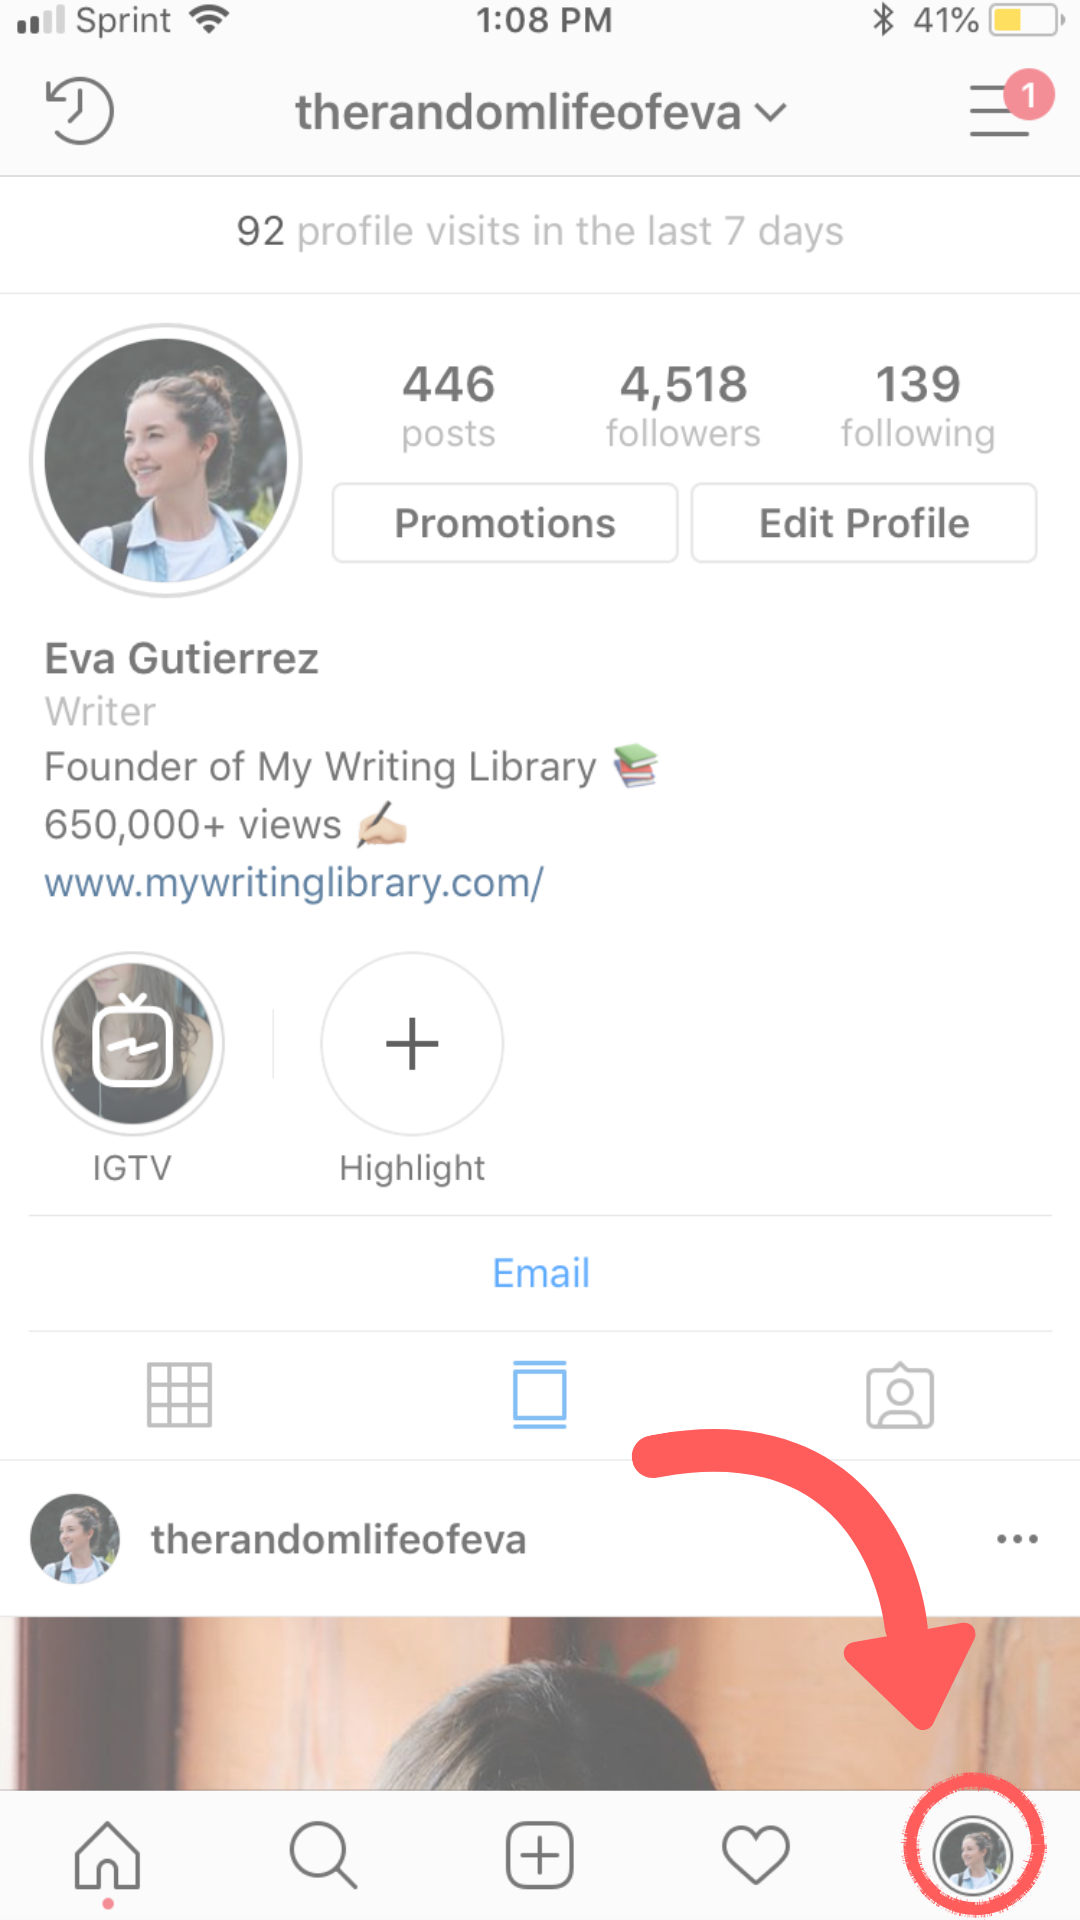 Sprint 1:08 PM 41%
therandomlifeofeva 1
92 profile visits in the last 7 days
446 4,518 139
posts followers following
Promotions Edit Profile
Eva Gutierrez
Writer
Founder of My Writing Library 📚
650,000+ views ✍🏼
www.mywritinglibrary.com/
IGTV Highlight
Email
therandomlifeofeva